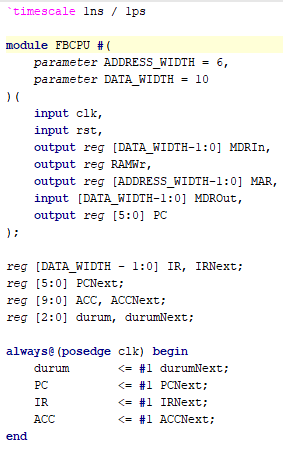 `timescale 1ns / 1ps
module FBCPU #(
parameter ADDRESS_WIDTH = 6,
parameter DATA_WIDTH = 10
)(
input clk,
input rst,
output reg [DATA_WIDTH-1:0] MDRIn,
output reg RAMWr,
output reg [ADDRESS_WIDTH-1:0] MAR,
input [DATA_WIDTH-1:0] MDROut,
output reg [5:0] PC
);
reg [DATA_WIDTH - 1:0] IR, IRNext;
reg [5:0] PCNext;
reg [9:0] ACC, ACCNext;
reg [2:0] durum, durumNext;
always@(posedge clk) begin
durum <= #1 durumNext;
PC <= #1 PCNext;
IR <= #1 IRNext;
ACC <= #1 ACCNext;
end